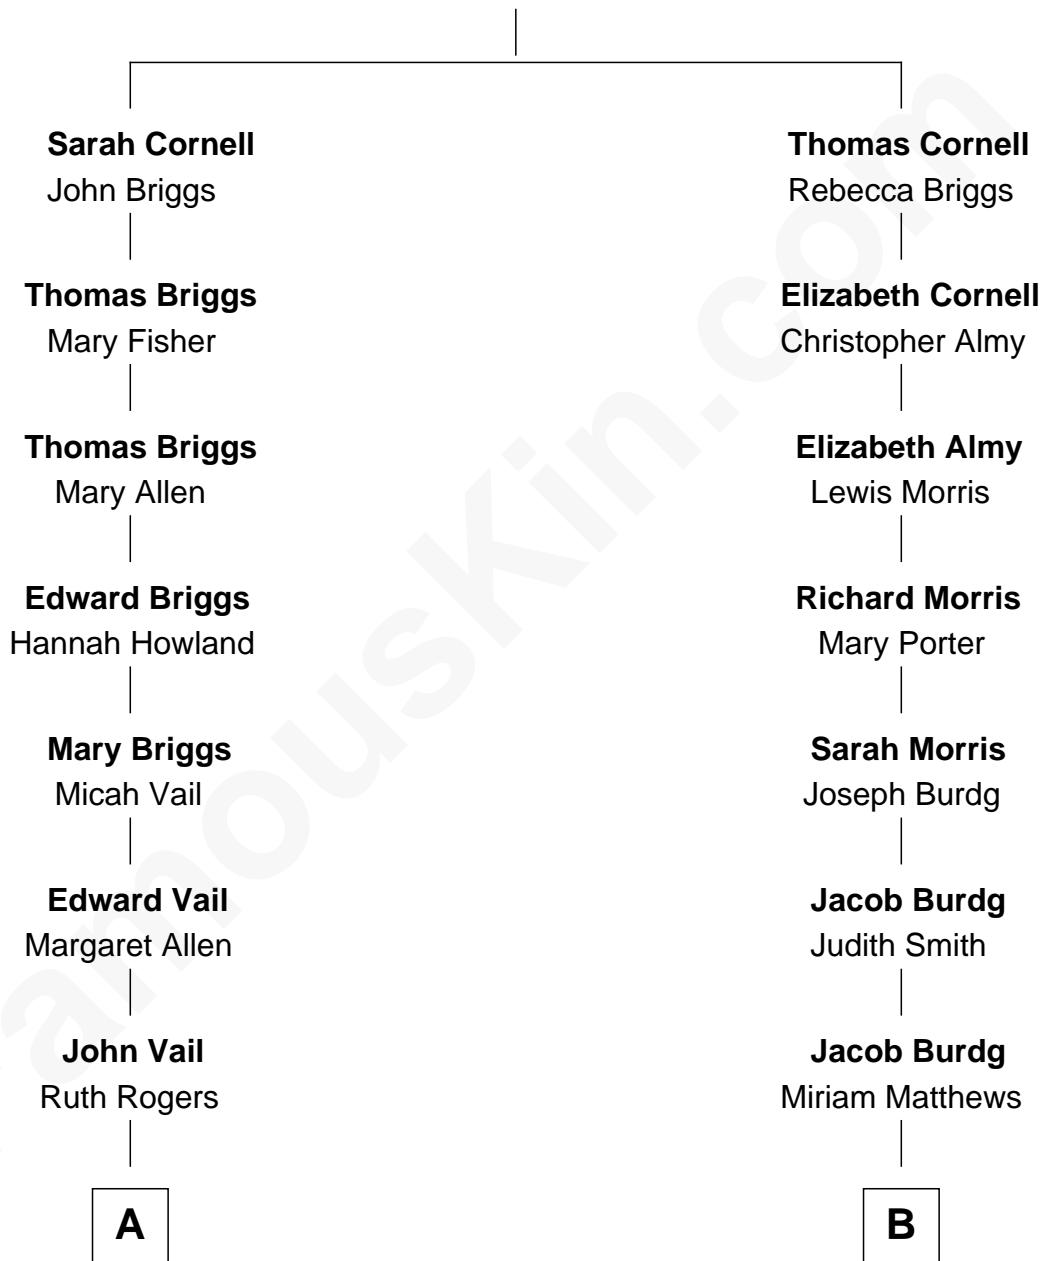 Sarah Cornell
John Briggs
Thomas Briggs
Mary Fisher
Thomas Briggs
Mary Allen
Edward Briggs
Hannah Howland
Mary Briggs
Micah Vail
Edward Vail
Margaret Allen
John Vail
Ruth Rogers
A
Thomas Cornell
Rebecca Briggs
Elizabeth Cornell
Christopher Almy
Elizabeth Almy
Lewis Morris
Richard Morris
Mary Porter
Sarah Morris
Joseph Burdg
Jacob Burdg
Judith Smith
Jacob Burdg
Miriam Matthews
B
amousKin.com